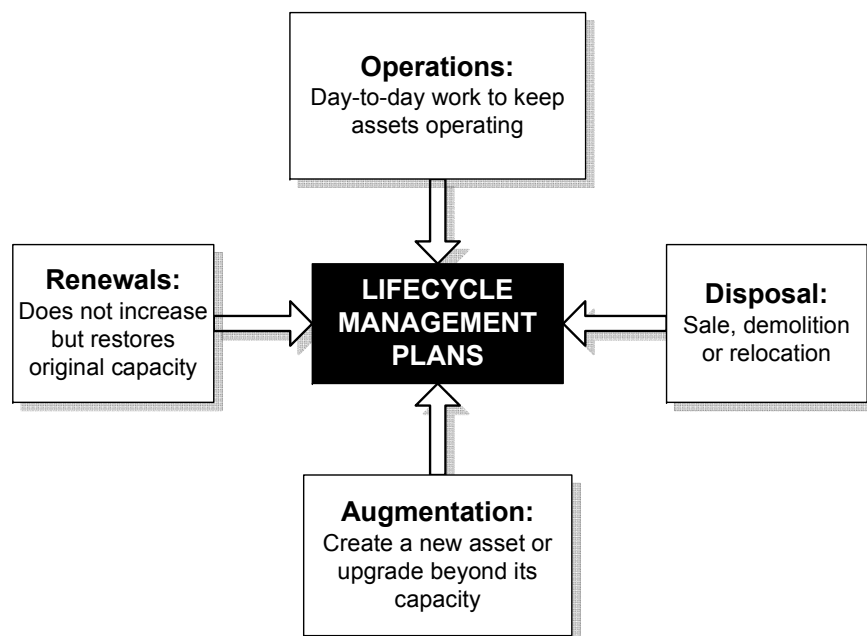 Operations:
Day-to-day work to keep
assets operating
Renewals:
Does not increase
but restores
original capacity
LIFECYCLE
MANAGEMENT
PLANS
Disposal:
Sale, demolition
or relocation
Augmentation:
Create a new asset or
upgrade beyond its
capacity